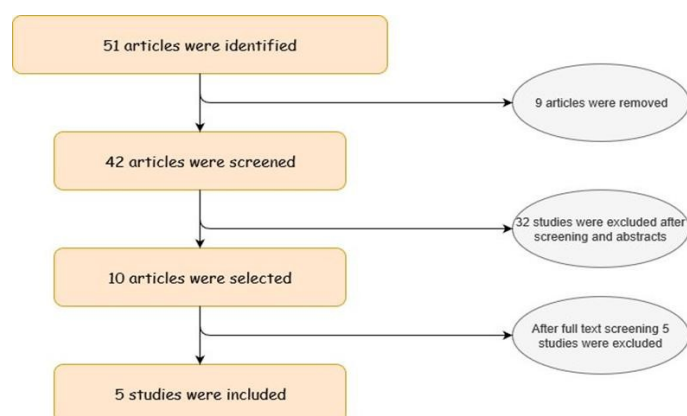 51 articles were identified
9 articles were removed
42 articles were screened
32 studies were excluded after
screening and abstracts
10 articles were selected
After full text screening 5
studies were excluded
5 studies were included